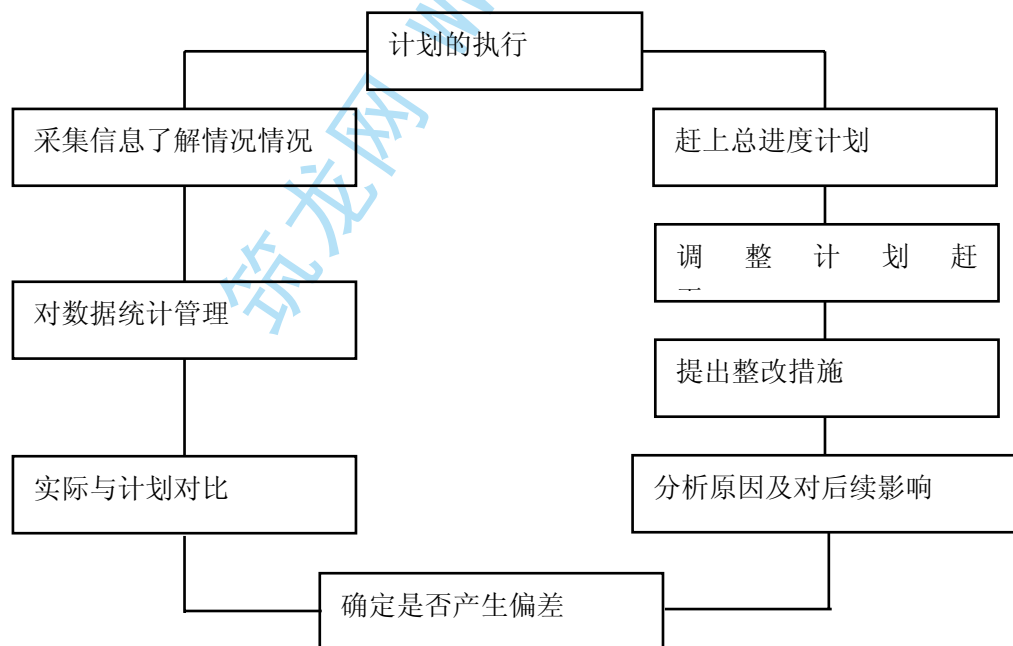 计划的执行
采集信息了解情况情况
对数据统计管理
实际与计划对比
确定是否产生偏差
赶上总进度计划
调整计划赶
提出整改措施
分析原因及对后续影响
筑龙网 W